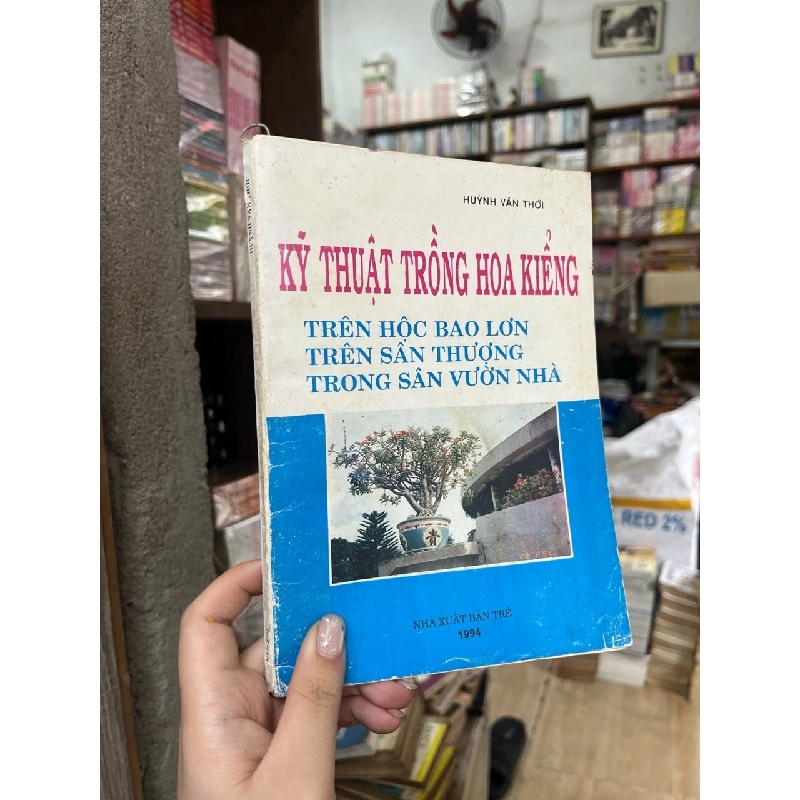 HUỲNH VĂN THỚI
KỸ THUẬT TRỒNG HOA KIỂNG
TRÊN HỘC BAO LƠN
TRÊN SÂN THƯỢNG
TRONG SÂN VƯỜN NHÀ
NHÀ XUẤT BẢN TRẺ
1994
RED 2%